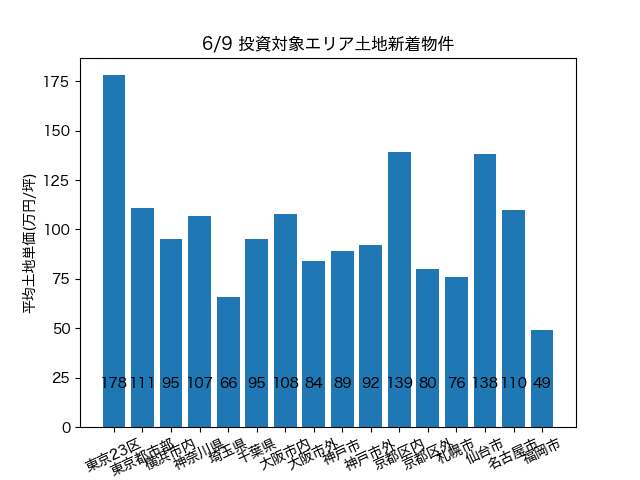 6/9 投資対象エリア土地新着物件
平均土地単価(万円/坪)
175
150
125
100
75
50
25
0
178 111 95 107 66 95 108 84 89 92 139 80 76 138 110 49
東京23区 東京都市部 横浜市内 神奈川県 埼玉県 千葉県 大阪市内 大阪市外 神戸市 神戸市外 京都区内 京都区外 札幌市 仙台市 名古屋市 福岡市